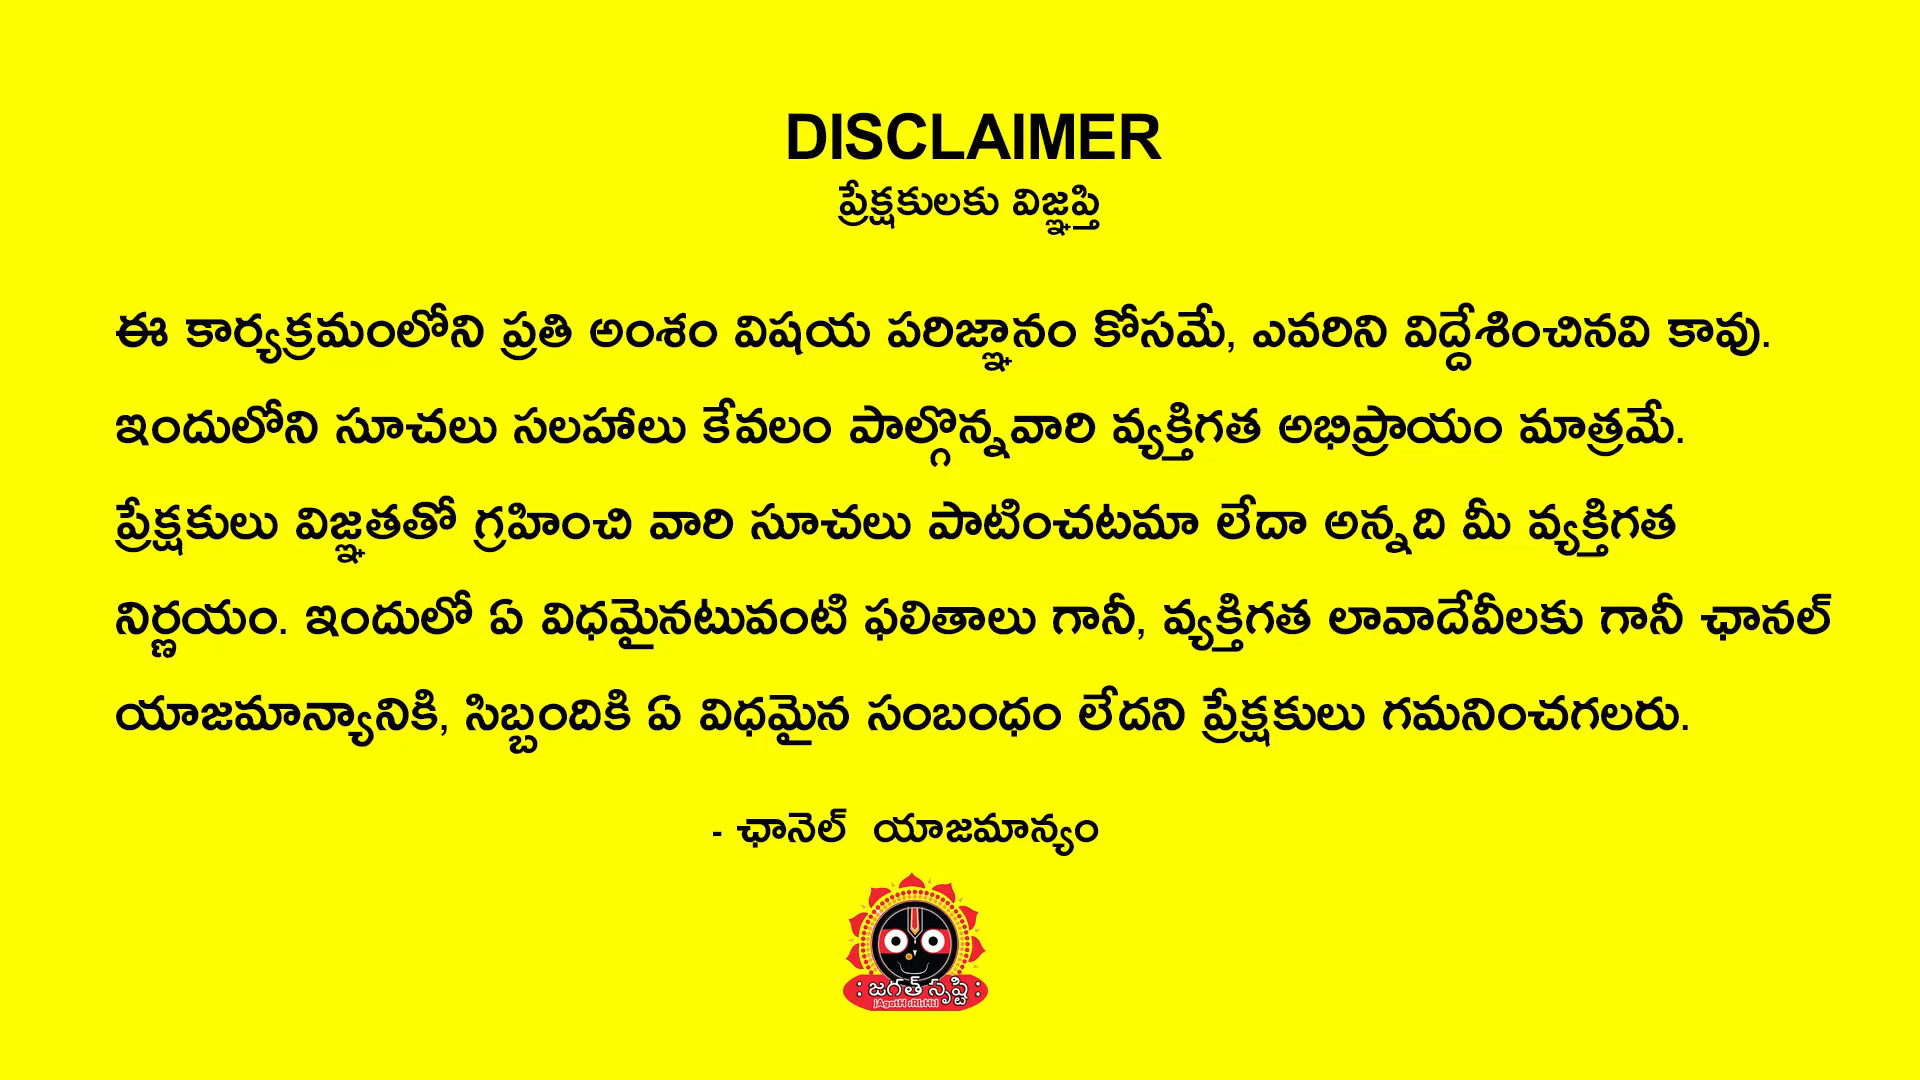 DISCLAIMER
ప్రేక్షకులకు విజ్ఞప్తి
ఈ కార్యక్రమంలోని ప్రతి అంశం విషయ పరిజ్ఞానం కోసమే, ఎవరిని విద్దేశించినవి కావు.
ఇందులోని సూచలు సలహాలు కేవలం పాల్గొన్నవారి వ్యక్తిగత అభిప్రాయం మాత్రమే.
ప్రేక్షకులు విజ్ఞతతో గ్రహించి వారి సూచలు పాటించటమా లేదా అన్నది మీ వ్యక్తిగత
నిర్ణయం. ఇందులో ఏ విధమైనటువంటి ఫలితాలు గానీ, వ్యక్తిగత లావాదేవీలకు గానీ ఛానల్
యాజమాన్యానికి, సిబ్బందికి ఏ విధమైన సంబంధం లేదని ప్రేక్షకులు గమనించగలరు.
- ఛానెల్ యాజమాన్యం
: జగత్ సృష్టి :
jAgatH sRIsHtI